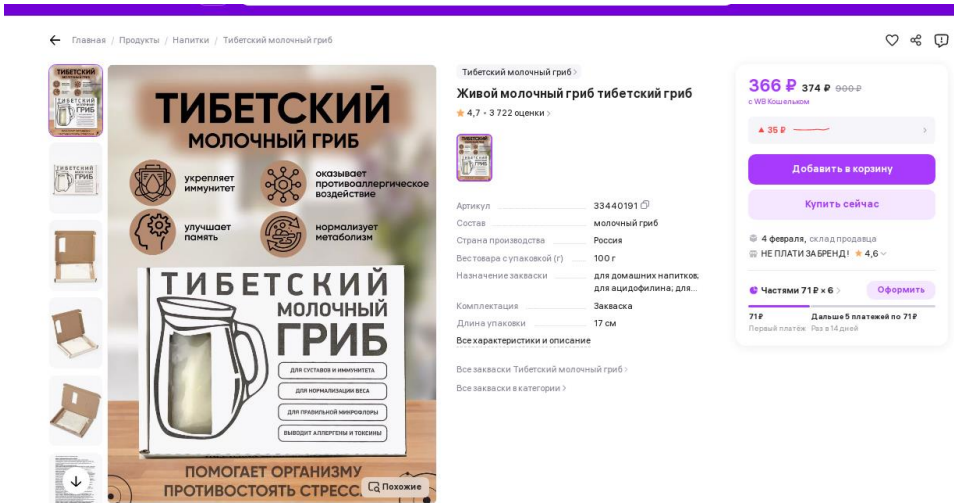 Главная / Продукты / Напитки / Тибетский молочный гриб
ТИБЕТСКИЙ
МОЛОЧНЫЙ ГРИБ
укрепляет
иммунитет
оказывает
противоаллергическое
воздействие
улучшает
память
нормализует
метаболизм
ТИБЕТСКИЙ
МОЛОЧНЫЙ
ГРИБ
ДЛЯ СУСТАВОВ И ИММУНИТЕТА
ДЛЯ НОРМАЛИЗАЦИИ ВЕСА
ДЛЯ ПРАВИЛЬНОЙ МИКРОФЛОРЫ
ВЫВОДИТ АЛЛЕРГЕНЫ И ТОКСИНЫ
ПОМОГАЕТ ОРГАНИЗМУ
ПРОТИВОСТОЯТЬ СТРЕСС
Похожие
Тибетский молочный гриб
Живой молочный гриб тибетский гриб
4,7 • 3 722 оценки
Артикул 33440191
Состав молочный гриб
Страна производства Россия
Вес товара с упаковкой (г) 100 г
Назначение закваски для домашних напитков;
для ацидофилина; для...
Комплектация Закваска
Длина упаковки 17 см
Все характеристики и описание
Все закваски Тибетский молочный гриб
Все закваски в категории
366 ₽ 374 ₽ 900 ₽
с WB Кошельком
35 ₽
Добавить в корзину
Купить сейчас
4 февраля, склад продавца
НЕ ПЛАТИ ЗА БРЕНД! 4,6
Частями 71 ₽ × 6 Оформить
71 ₽ Дальше 5 платежей по 71 ₽
Первый платёж Раз в 14 дней